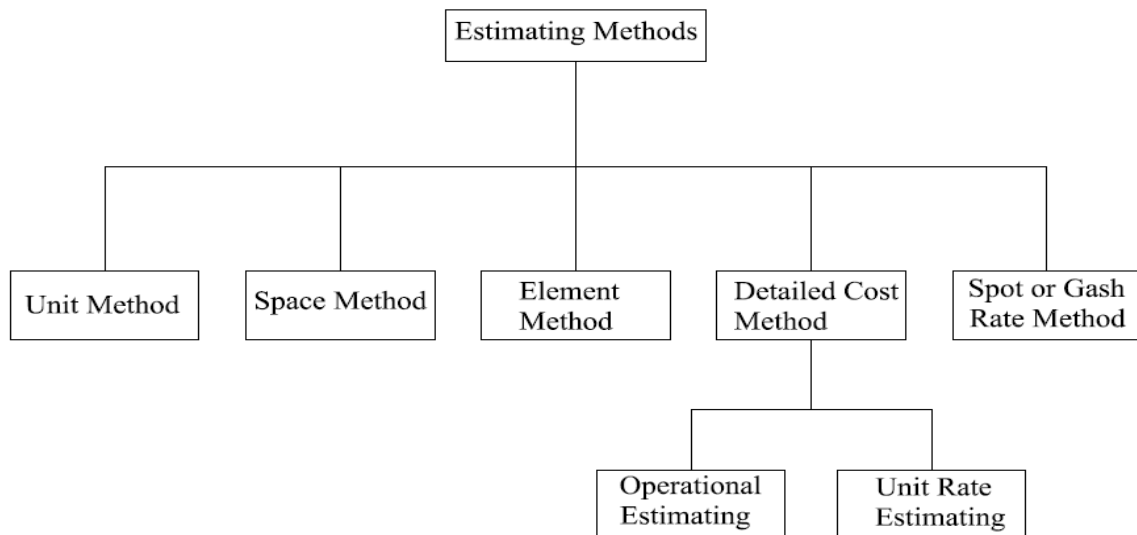 Estimating Methods
Unit Method
Space Method
Element
Method
Detailed Cost
Method
Spot or Gash
Rate Method
Operational
Estimating
Unit Rate
Estimating